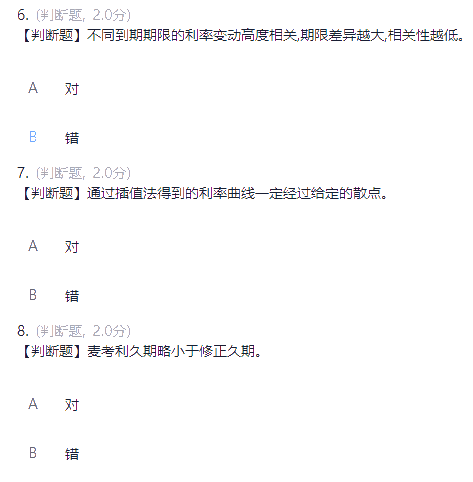 6. (判断题, 2.0分)
【判断题】不同到期期限的利率变动高度相关,期限差异越大,相关性越低。
A 对
B 错
7. (判断题, 2.0分)
【判断题】通过插值法得到的利率曲线一定经过给定的散点。
A 对
B 错
8. (判断题, 2.0分)
【判断题】麦考利久期略小于修正久期。
A 对
B 错